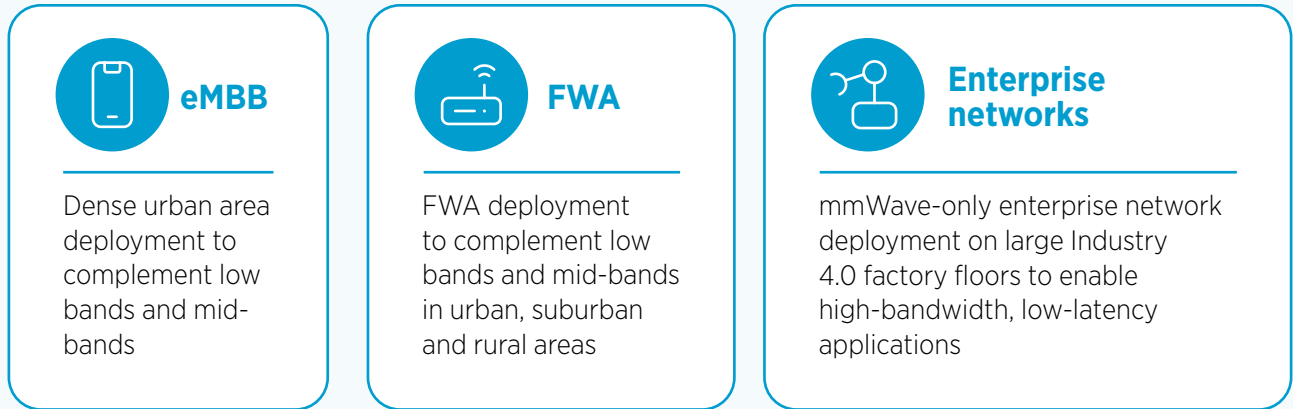 eMBB
Dense urban area
deployment to
complement low
bands and mid-
bands
FWA
FWA deployment
to complement low
bands and mid-bands
in urban, suburban
and rural areas
Enterprise
networks
mmWave-only enterprise network
deployment on large Industry
4.0 factory floors to enable
high-bandwidth, low-latency
applications